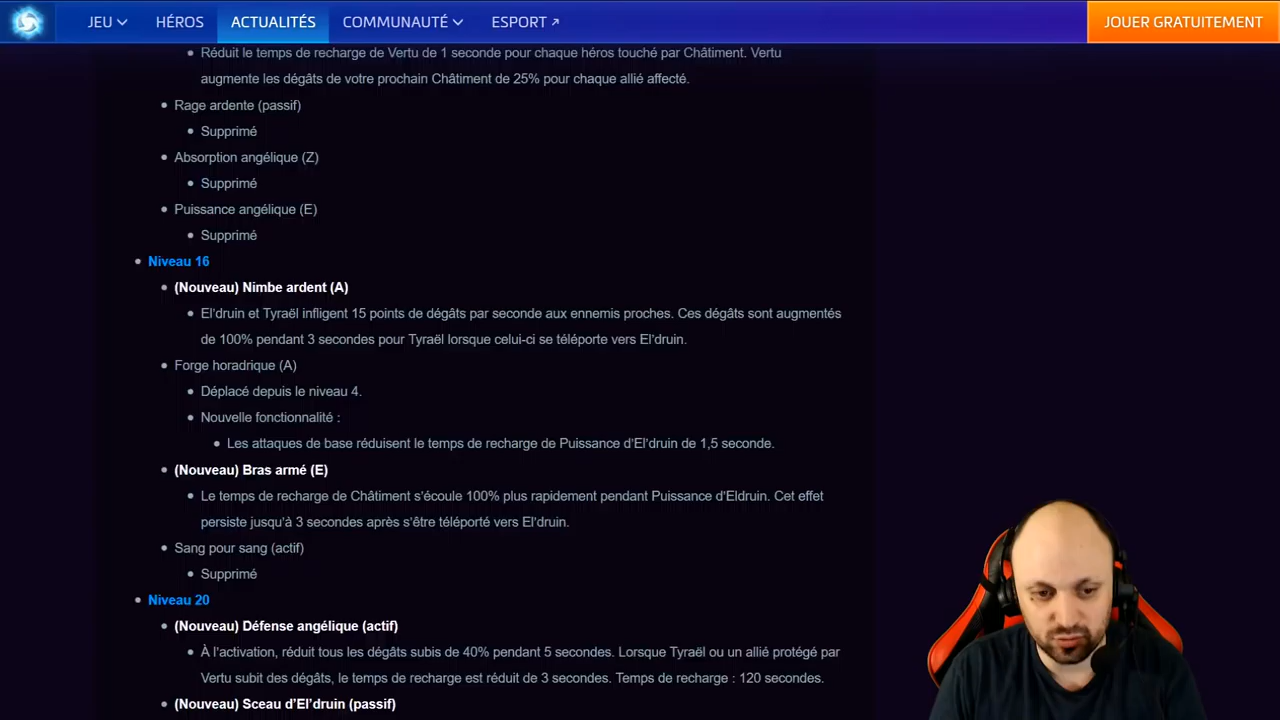 JEU HÉROS ACTUALITÉS COMMUNAUTÉ ESPORT JOUER GRATUITEMENT
Réduit le temps de recharge de Vertu de 1 seconde pour chaque héros touché par Châtiment. Vertu
augmente les dégâts de votre prochain Châtiment de 25% pour chaque allié affecté.
Rage ardente (passif)
Supprimé
Absorption angélique (Z)
Supprimé
Puissance angélique (E)
Supprimé
Niveau 16
(Nouveau) Nimbe ardent (A)
El’druin et Tyraël infligent 15 points de dégâts par seconde aux ennemis proches. Ces dégâts sont augmentés
de 100% pendant 3 secondes pour Tyraël lorsque celui-ci se téléporte vers El’druin.
Forge horadrique (A)
Déplacé depuis le niveau 4.
Nouvelle fonctionnalité :
Les attaques de base réduisent le temps de recharge de Puissance d’El’druin de 1,5 seconde.
(Nouveau) Bras armé (E)
Le temps de recharge de Châtiment s’écoule 100% plus rapidement pendant Puissance d’Eldruin. Cet effet
persiste jusqu’à 3 secondes après s’être téléporté vers El’druin.
Sang pour sang (actif)
Supprimé
Niveau 20
(Nouveau) Défense angélique (actif)
À l’activation, réduit tous les dégâts subis de 40% pendant 5 secondes. Lorsque Tyraël ou un allié protégé par
Vertu subit des dégâts, le temps de recharge est réduit de 3 secondes. Temps de recharge : 120 secondes.
(Nouveau) Sceau d’El’druin (passif)